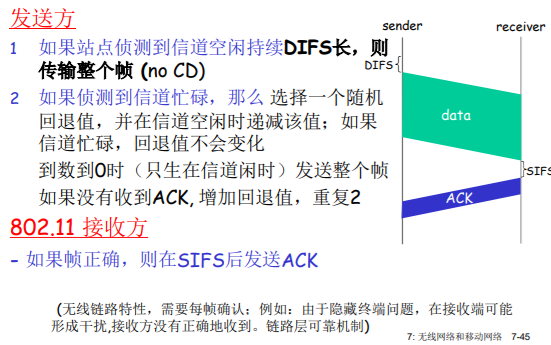 发送方
1 如果站点侦测到信道空闲持续DIFS长，则
传输整个帧 (no CD)
2 如果侦测到信道忙碌，那么 选择一个随机
回退值，并在信道空闲时递减该值；如果
信道忙碌，回退值不会变化
到数到0时（只生在信道闲时）发送整个帧
如果没有收到ACK, 增加回退值，重复2
802.11 接收方
- 如果帧正确，则在SIFS后发送ACK
(无线链路特性，需要每帧确认；例如：由于隐藏终端问题，在接收端可能
形成干扰,接收方没有正确地收到。链路层可靠机制)
sender
receiver
DIFS
data
SIFS
ACK
7: 无线网络和移动网络 7-45